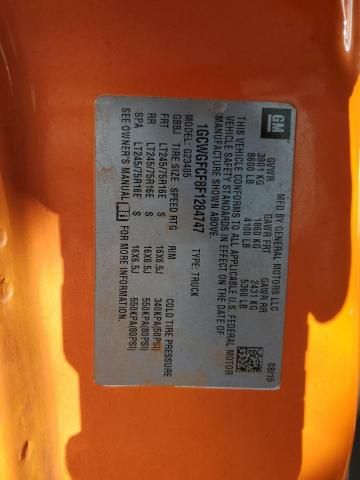 GM
MFD BY GENERAL MOTORS LLC
08/15
GVWR GAWR FRT GAWR RR
3901 KG 1860 KG 2431 KG
8600 LB 4100 LB 5360 LB
THIS VEHICLE CONFORMS TO ALL APPLICABLE U.S. FEDERAL MOTOR
VEHICLE SAFETY STANDARDS IN EFFECT ON THE DATE OF
MANUFACTURE SHOWN ABOVE.
1GCWGFCF8F1284747 TYPE: TRUCK
MODEL: G23405
GBBJ TIRE SIZE SPEED RTG RIM COLD TIRE PRESSURE
FRT LT245/75R16E S 16X6.5J 340KPA(50PSI)
RR LT245/75R16E S 16X6.5J 550KPA(80PSI)
SPA LT245/75R16E S 16X6.5J 550KPA(80PSI)
SEE OWNER'S MANUAL FOR MORE INFORMATION.